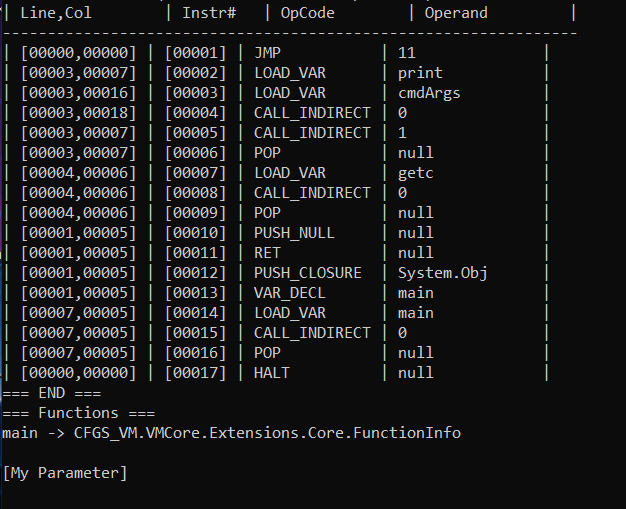 | Line,Col | Instr# | OpCode | Operand |
----------------------------------------------------------------
| [00000,00000] | [00001] | JMP | 11 |
| [00003,00007] | [00002] | LOAD_VAR | print |
| [00003,00016] | [00003] | LOAD_VAR | cmdArgs |
| [00003,00018] | [00004] | CALL_INDIRECT | 0 |
| [00003,00007] | [00005] | CALL_INDIRECT | 1 |
| [00003,00007] | [00006] | POP | null |
| [00004,00006] | [00007] | LOAD_VAR | getc |
| [00004,00006] | [00008] | CALL_INDIRECT | 0 |
| [00004,00006] | [00009] | POP | null |
| [00001,00005] | [00010] | PUSH_NULL | null |
| [00001,00005] | [00011] | RET | null |
| [00001,00005] | [00012] | PUSH_CLOSURE | System.Obj |
| [00001,00005] | [00013] | VAR_DECL | main |
| [00007,00005] | [00014] | LOAD_VAR | main |
| [00007,00005] | [00015] | CALL_INDIRECT | 0 |
| [00007,00005] | [00016] | POP | null |
| [00000,00000] | [00017] | HALT | null |
=== END ===
=== Functions ===
main -> CFGS_VM.VMCore.Extensions.Core.FunctionInfo
[My Parameter]